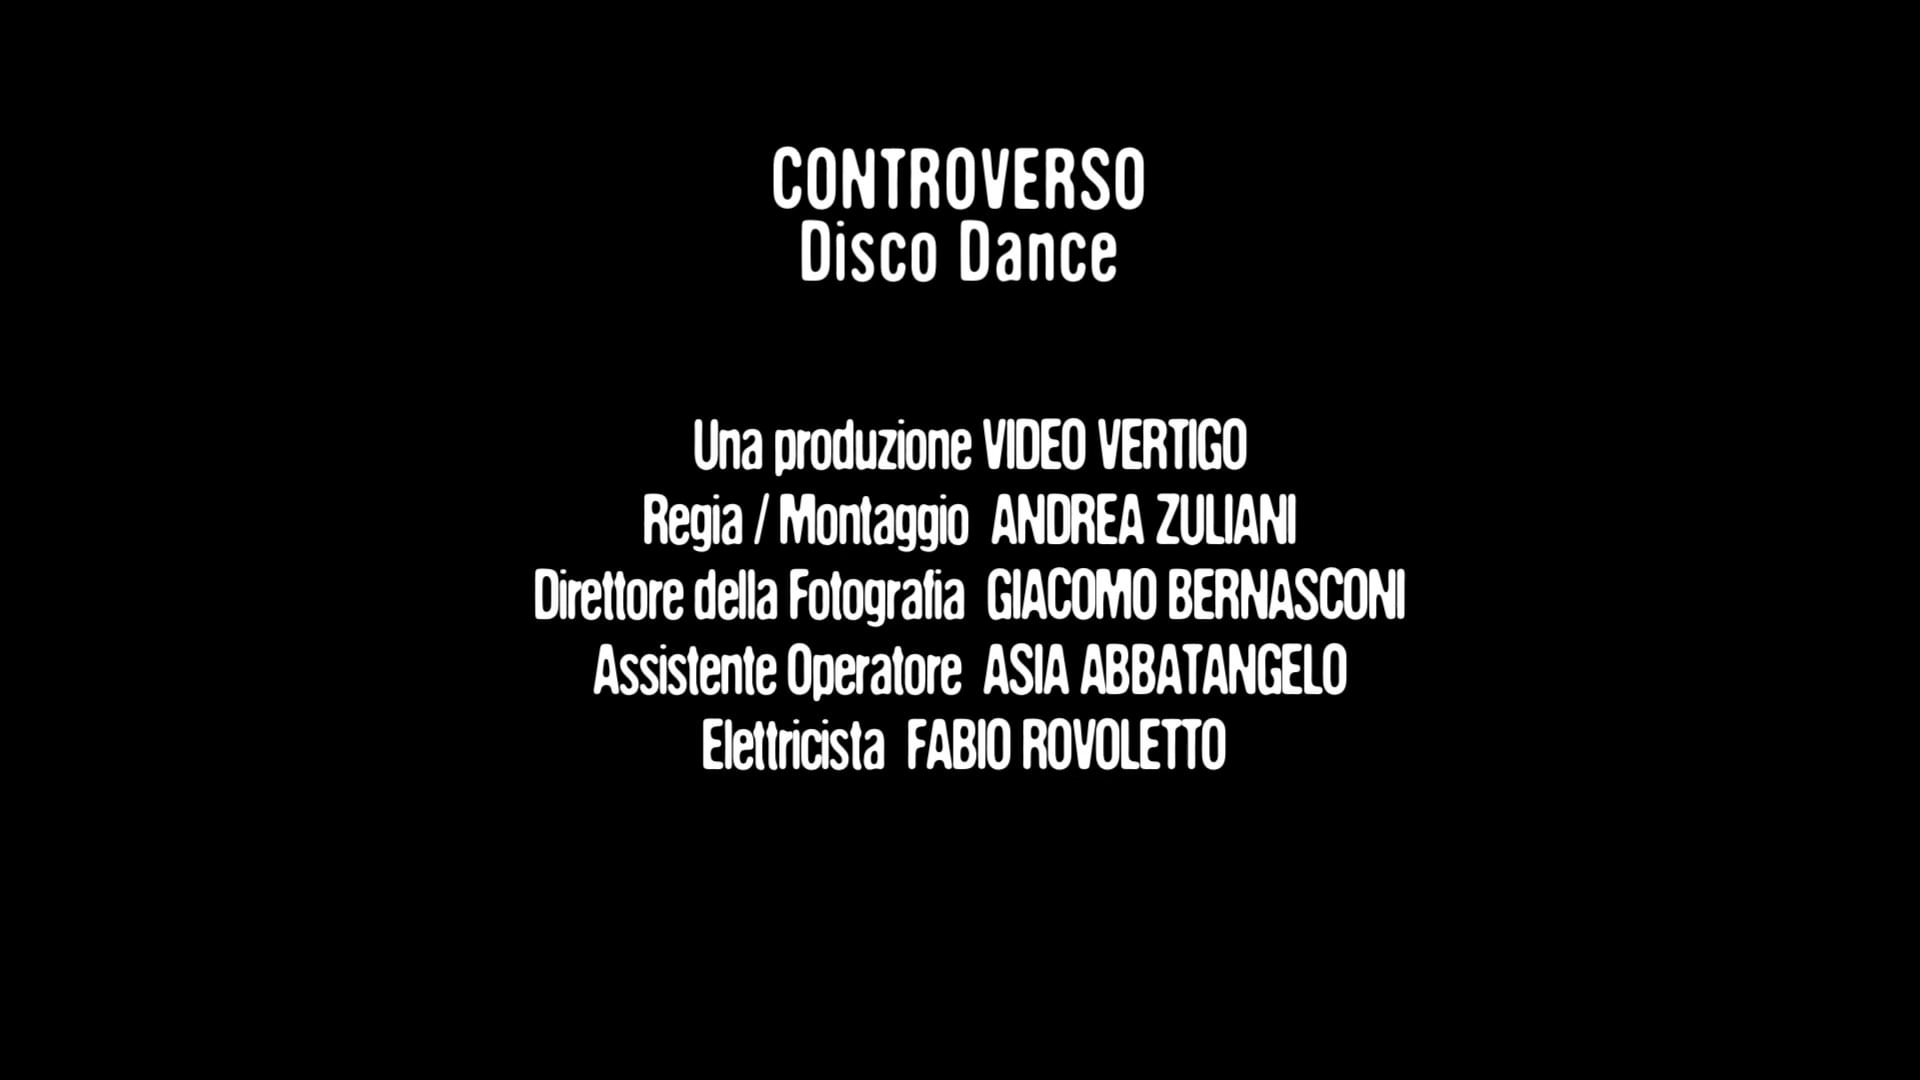 CONTROVERSO
Disco Dance
Una produzione VIDEO VERTIGO
Regia / Montaggio ANDREA ZULIANI
Direttore della Fotografia GIACOMO BERNASCONI
Assistente Operatore ASIA ABBATANGELO
Elettricista FABIO ROVOLETTO